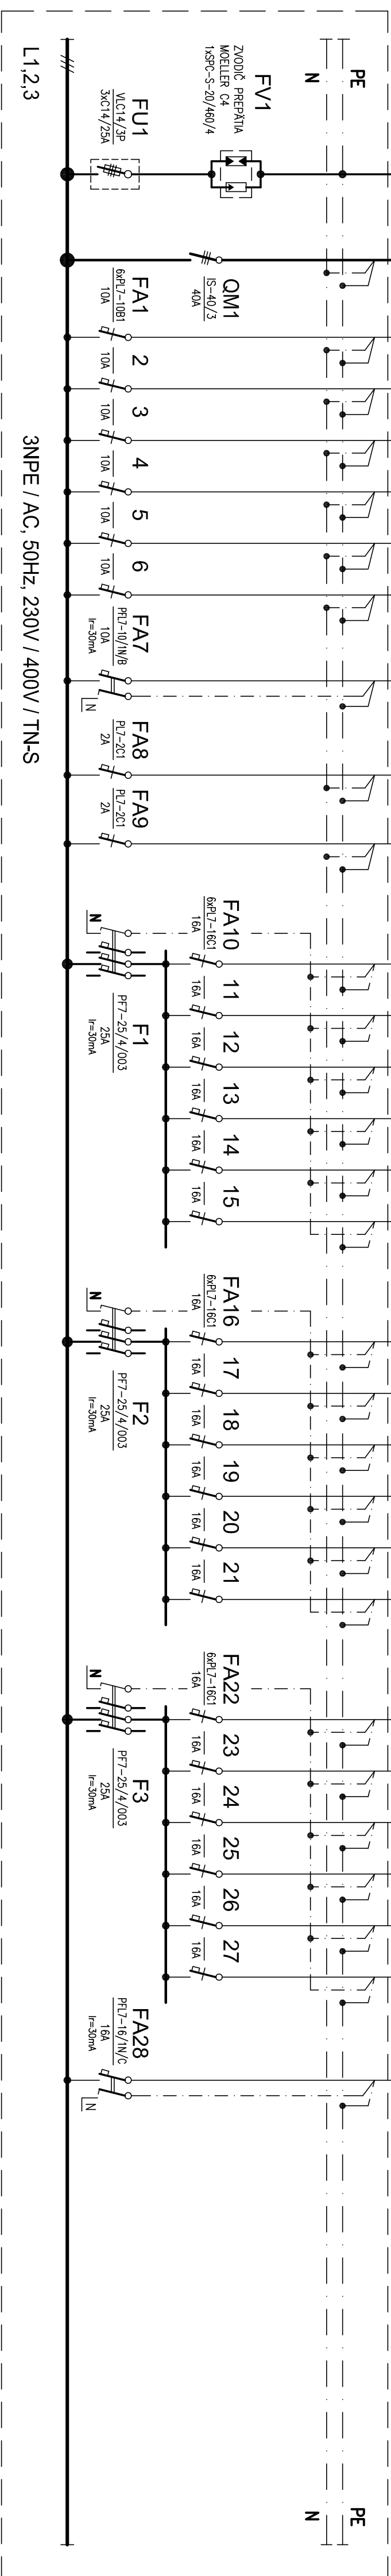 PE
N
FV1
ZVODIČ PREPÄTIA
MOELLER C4
1xSPC-S-20/460/4
FU1
VLC14/3P
3xC14/25A
L1,2,3
QM1
IS-40/3
40A
FA1
6xPL7-10B1
10A
2
10A
3
10A
4
10A
5
10A
6
10A
FA7
PFL7-10/1N/B
10A
Ir=30mA
N
FA8
PL7-2C1
2A
FA9
PL7-2C1
2A
3NPE / AC, 50Hz, 230V / 400V / TN-S
FA10
6xPL7-16C1
16A
11
16A
12
16A
13
16A
14
16A
15
16A
N
F1
PF7-25/4/003
25A
Ir=30mA
FA16
6xPL7-16C1
16A
17
16A
18
16A
19
16A
20
16A
21
16A
N
F2
PF7-25/4/003
25A
Ir=30mA
FA22
6xPL7-16C1
16A
23
16A
24
16A
25
16A
26
16A
27
16A
N
F3
PF7-25/4/003
25A
Ir=30mA
FA28
PFL7-16/1N/C
16A
Ir=30mA
N
PE
N